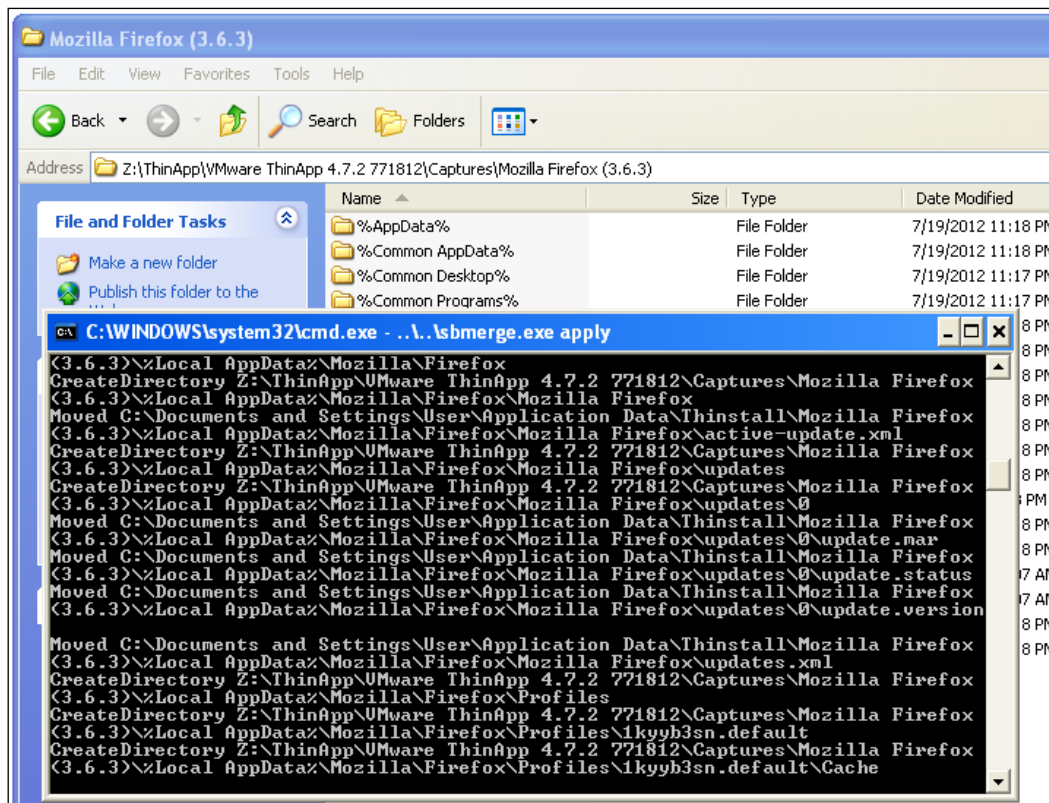 Mozilla Firefox (3.6.3)
File Edit View Favorites Tools Help
Back Search Folders
Address Z:\ThinApp\VMware ThinApp 4.7.2 771812\Captures\Mozilla Firefox (3.6.3)
Name Size Type Date Modified
File and Folder Tasks
Make a new folder
Publish this folder to the
%AppData% File Folder 7/19/2012 11:18 PM
%Common AppData% File Folder 7/19/2012 11:18 PM
%Common Desktop% File Folder 7/19/2012 11:17 PM
%Common Programs% File Folder 7/19/2012 11:17 PM
C:\WINDOWS\system32\cmd.exe - ..\..\sbmerge.exe apply
(3.6.3)\%Local AppData%\Mozilla\Firefox
CreateDirectory Z:\ThinApp\VMware ThinApp 4.7.2 771812\Captures\Mozilla Firefox
(3.6.3)\%Local AppData%\Mozilla\Firefox\Mozilla Firefox
Moved C:\Documents and Settings\User\Application Data\Thinstall\Mozilla Firefox
(3.6.3)\%Local AppData%\Mozilla\Firefox\Mozilla Firefox\active-update.xml
CreateDirectory Z:\ThinApp\VMware ThinApp 4.7.2 771812\Captures\Mozilla Firefox
(3.6.3)\%Local AppData%\Mozilla\Firefox\Mozilla Firefox\updates
CreateDirectory Z:\ThinApp\VMware ThinApp 4.7.2 771812\Captures\Mozilla Firefox
(3.6.3)\%Local AppData%\Mozilla\Firefox\Mozilla Firefox\updates\0
Moved C:\Documents and Settings\User\Application Data\Thinstall\Mozilla Firefox
(3.6.3)\%Local AppData%\Mozilla\Firefox\Mozilla Firefox\updates\0\update.mar
Moved C:\Documents and Settings\User\Application Data\Thinstall\Mozilla Firefox
(3.6.3)\%Local AppData%\Mozilla\Firefox\Mozilla Firefox\updates\0\update.status
Moved C:\Documents and Settings\User\Application Data\Thinstall\Mozilla Firefox
(3.6.3)\%Local AppData%\Mozilla\Firefox\Mozilla Firefox\updates\0\update.version
Moved C:\Documents and Settings\User\Application Data\Thinstall\Mozilla Firefox
(3.6.3)\%Local AppData%\Mozilla\Firefox\Mozilla Firefox\updates.xml
CreateDirectory Z:\ThinApp\VMware ThinApp 4.7.2 771812\Captures\Mozilla Firefox
(3.6.3)\%Local AppData%\Mozilla\Firefox\Profiles
CreateDirectory Z:\ThinApp\VMware ThinApp 4.7.2 771812\Captures\Mozilla Firefox
(3.6.3)\%Local AppData%\Mozilla\Firefox\Profiles\1kyyb3sn.default
CreateDirectory Z:\ThinApp\VMware ThinApp 4.7.2 771812\Captures\Mozilla Firefox
(3.6.3)\%Local AppData%\Mozilla\Firefox\Profiles\1kyyb3sn.default\Cache